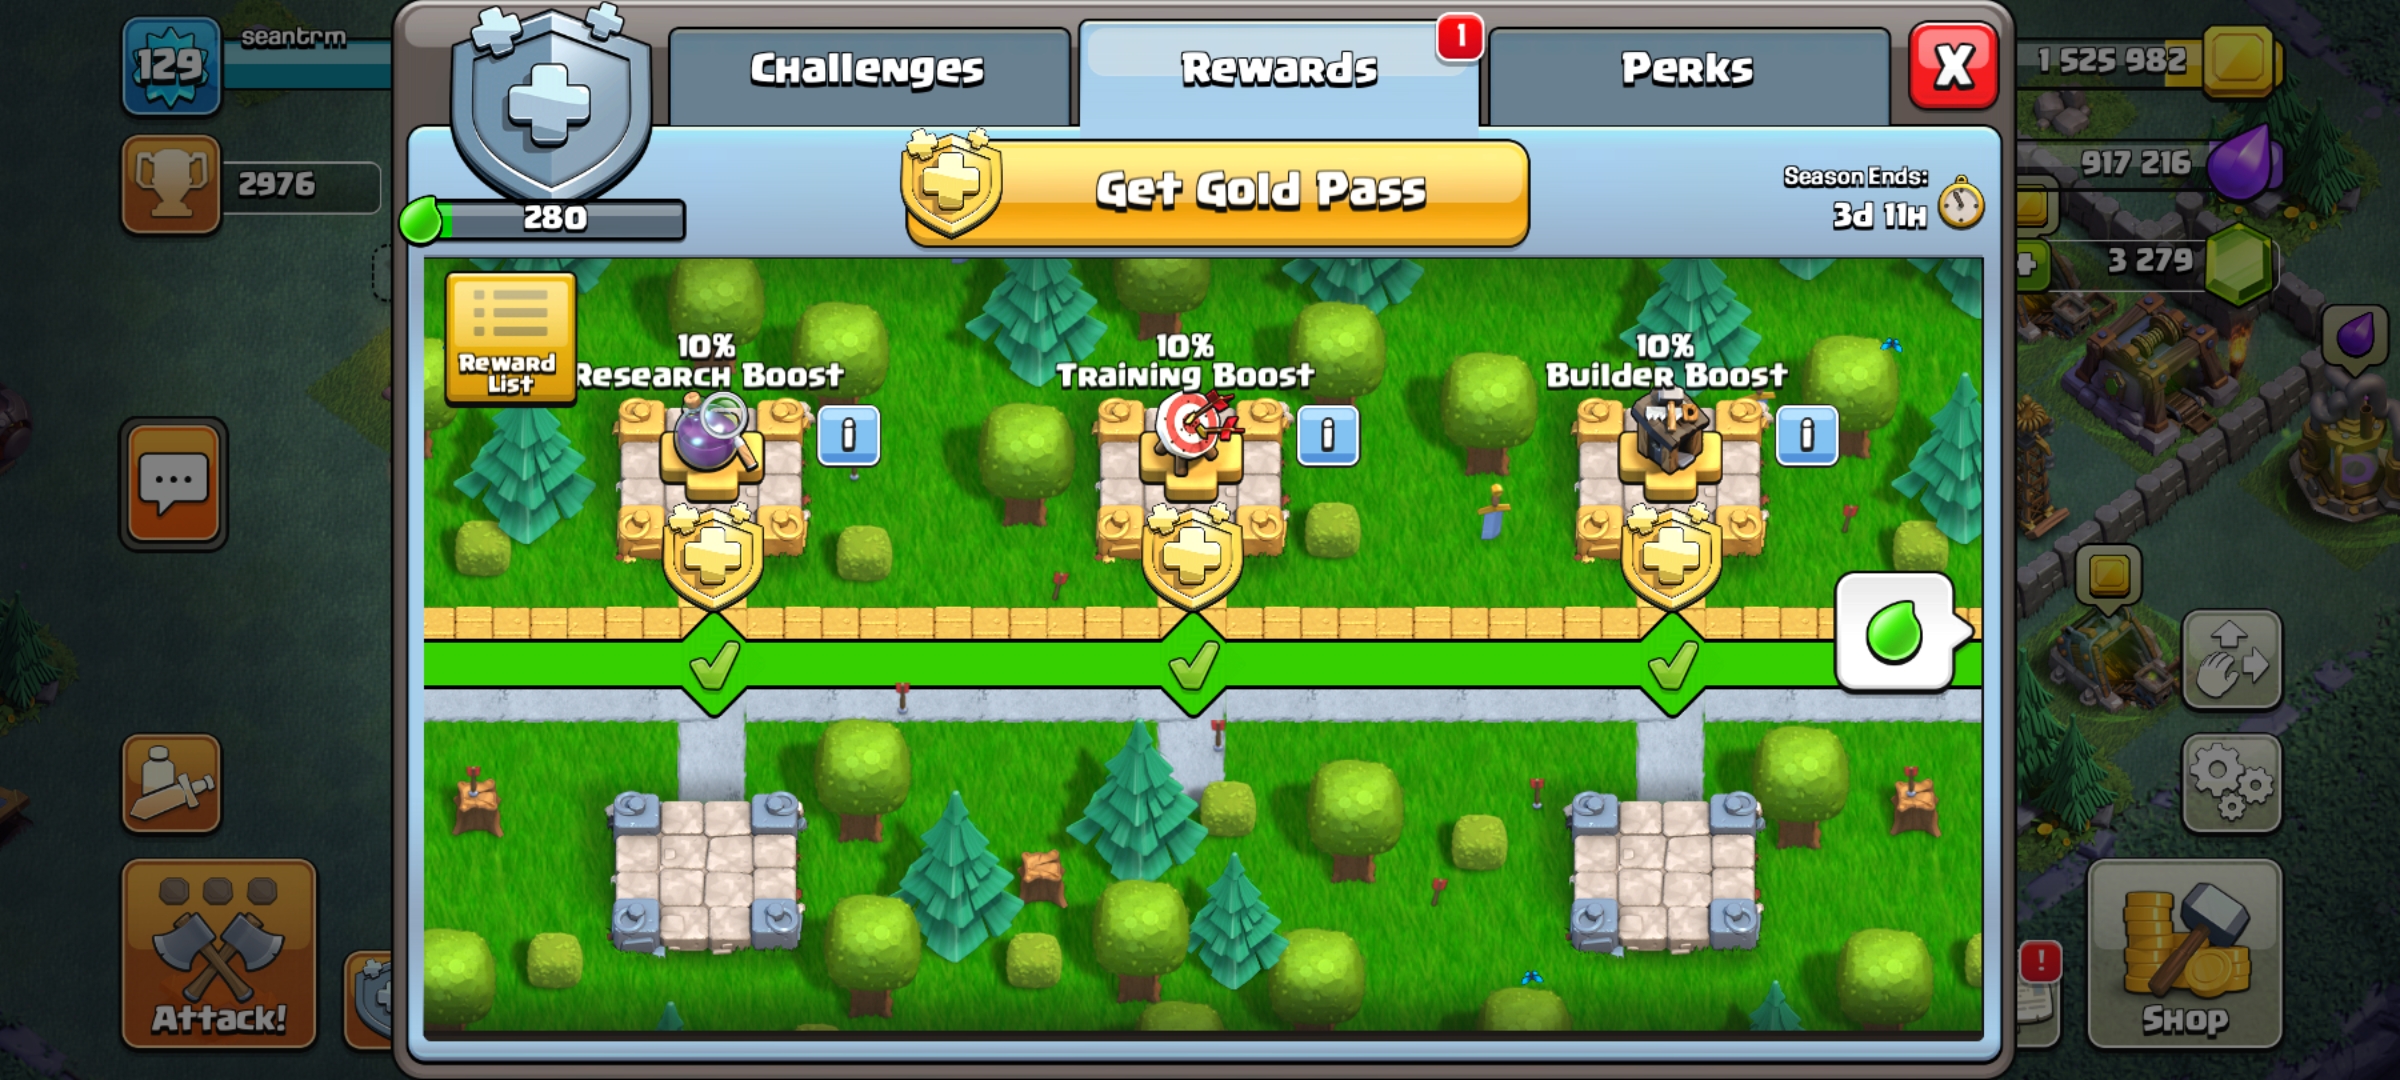 129
seantrm
2976
Challenges
Rewards
1
Perks
X
1 525 982
917 216
3 279
280
Get Gold Pass
Season Ends:
3d 11H
Reward
List
10%
Research Boost
i
10%
Training Boost
i
10%
Builder Boost
i
Attack!
!
Shop